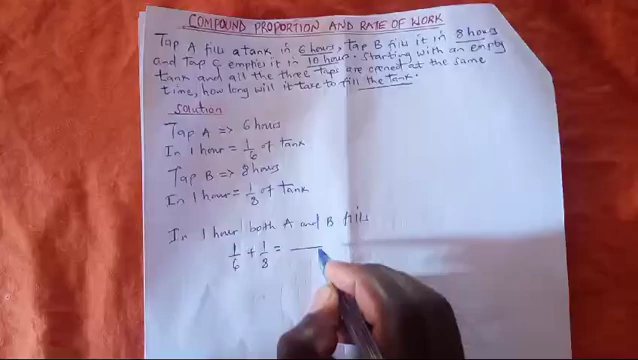 COMPOUND PROPORTION AND RATE OF WORK
Tap A fills a tank in 6 hours, tap B fills it in 8 hours
and Tap C empties it in 10 hours. Starting with an empty
tank and all the three taps are opened at the same
time, how long will it take to fill the tank.
Solution
Tap A => 6 hours
In 1 hour = 1/6 of tank
Tap B => 8 hours
In 1 hour = 1/8 of tank
In 1 hour both A and B fills
1/6 + 1/8 =